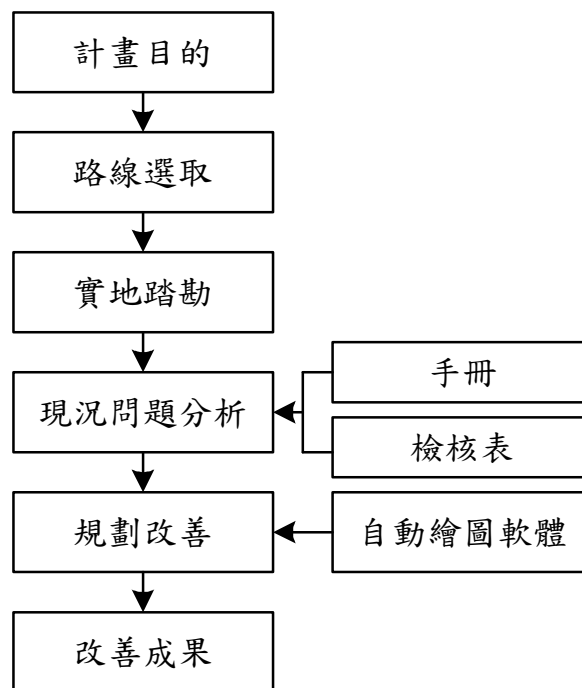 計畫目的
路線選取
實地踏勘
現況問題分析
手冊
檢核表
規劃改善
自動繪圖軟體
改善成果